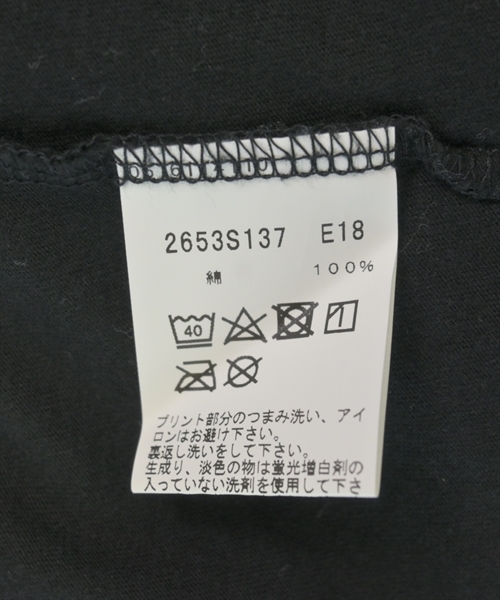 2653S137 E18
綿 100%
40
プリント部分のつまみ洗い、アイ
ロンはお避け下さい。
裏返し洗いをして下さい。
生成り、淡色の物は蛍光増白剤の
入っていない洗剤を使用して下さ